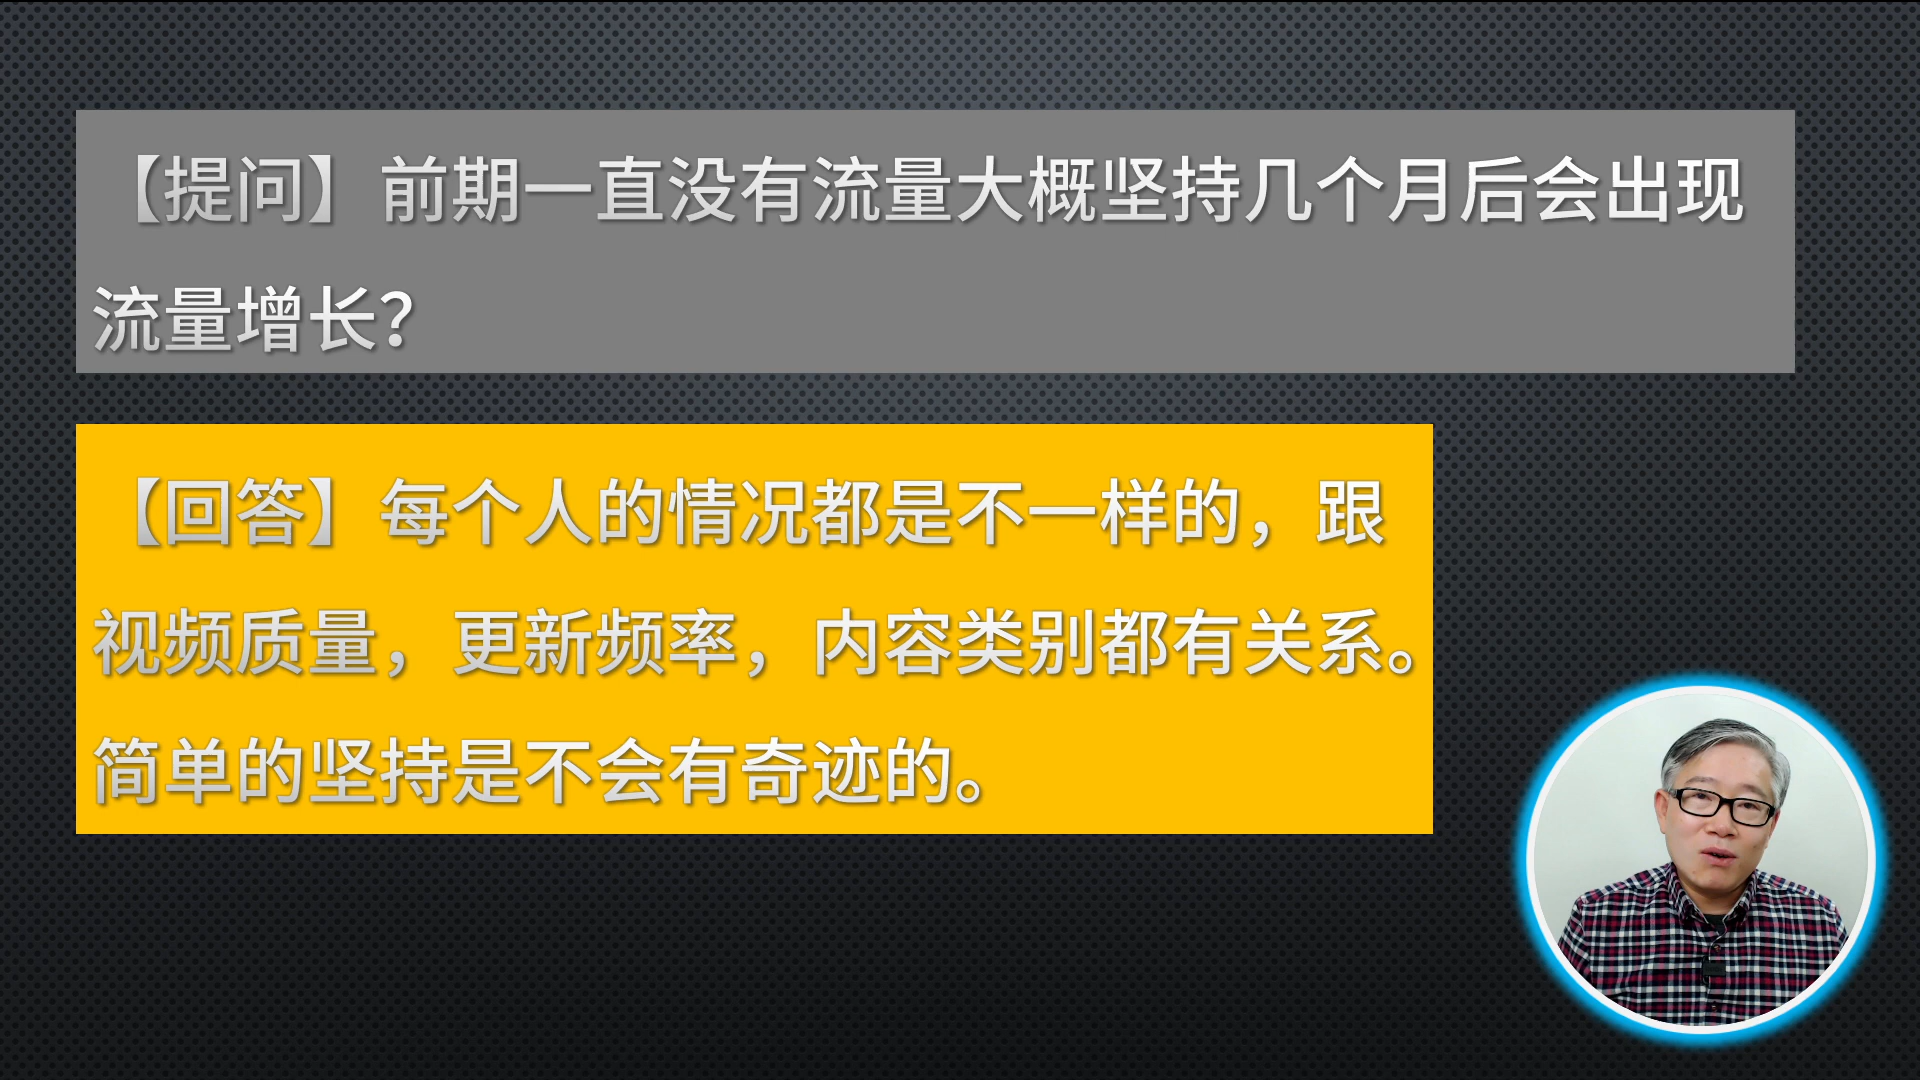 【提问】前期一直没有流量大概坚持几个月后会出现
流量增长?
【回答】每个人的情况都是不一样的，跟
视频质量，更新频率，内容类别都有关系。
简单的坚持是不会有奇迹的。